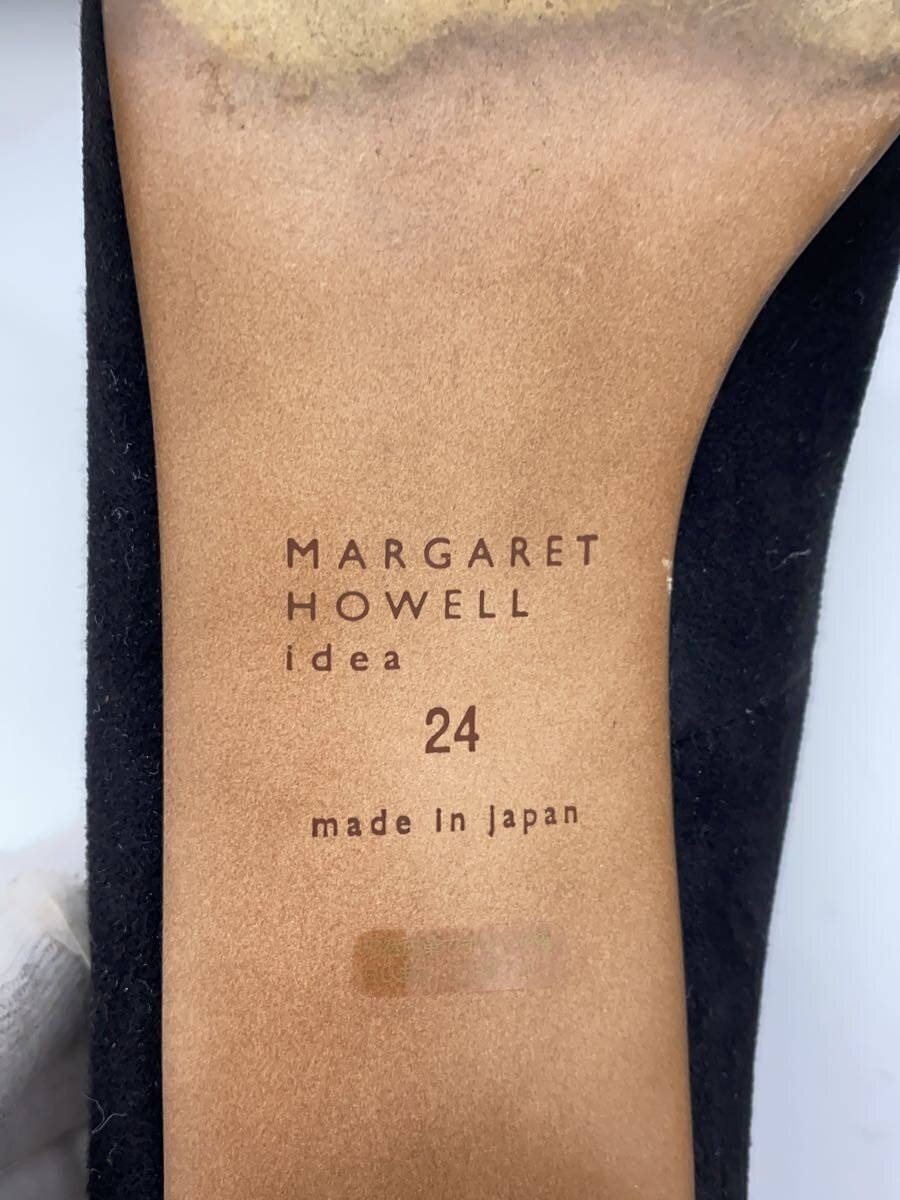 MARGARET
HOWELL
idea
24
made in japan